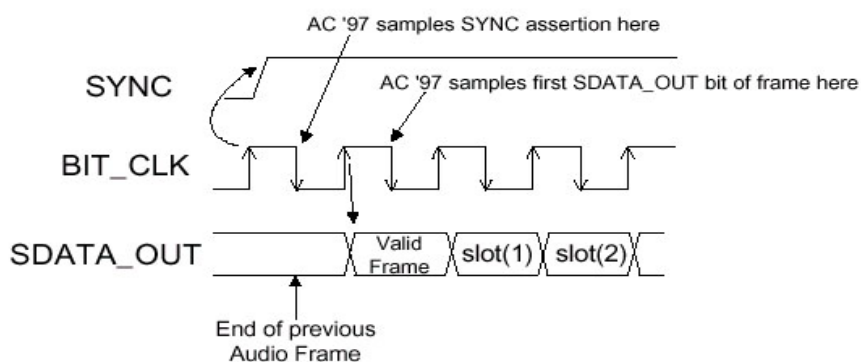 AC '97 samples SYNC assertion here
SYNC
AC '97 samples first SDATA_OUT bit of frame here
BIT_CLK
SDATA_OUT
Valid
Frame
slot(1)
slot(2)
End of previous
Audio Frame